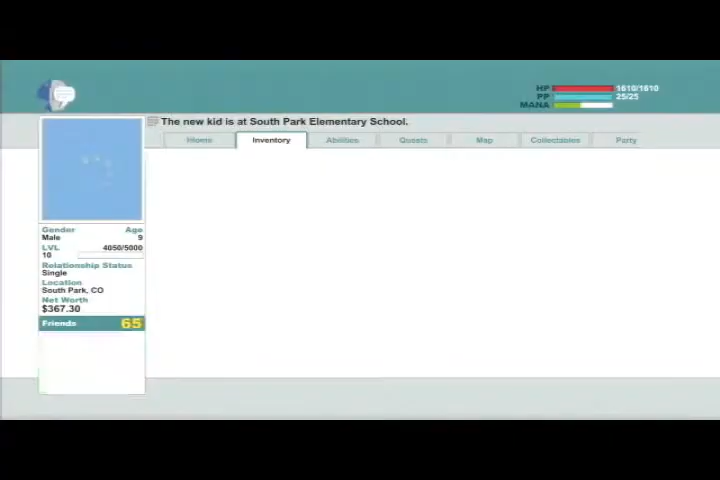 HP 1610/1610
PP 25/25
MANA
The new kid is at South Park Elementary School.
Home Inventory Abilities Quests Map Collectables Party
Gender Age
Male 9
LVL 4050/5000
10
Relationship Status
Single
Location
South Park, CO
Net Worth
$367.30
Friends 65